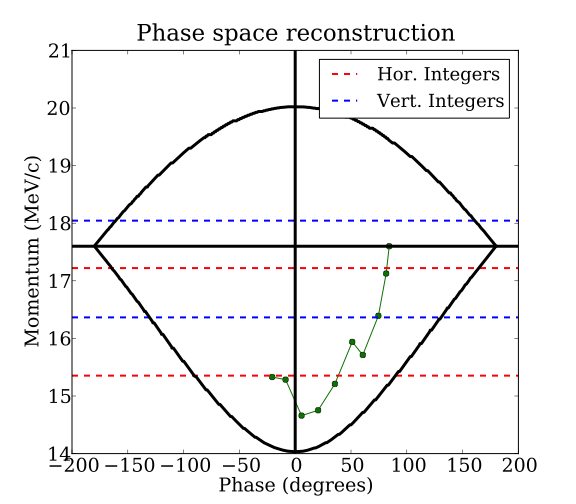 Phase space reconstruction
21
20
19
18
17
16
15
14
Momentum (MeV/c)
Hor. Integers
Vert. Integers
−200 −150 −100 −50 0 50 100 150 200
Phase (degrees)